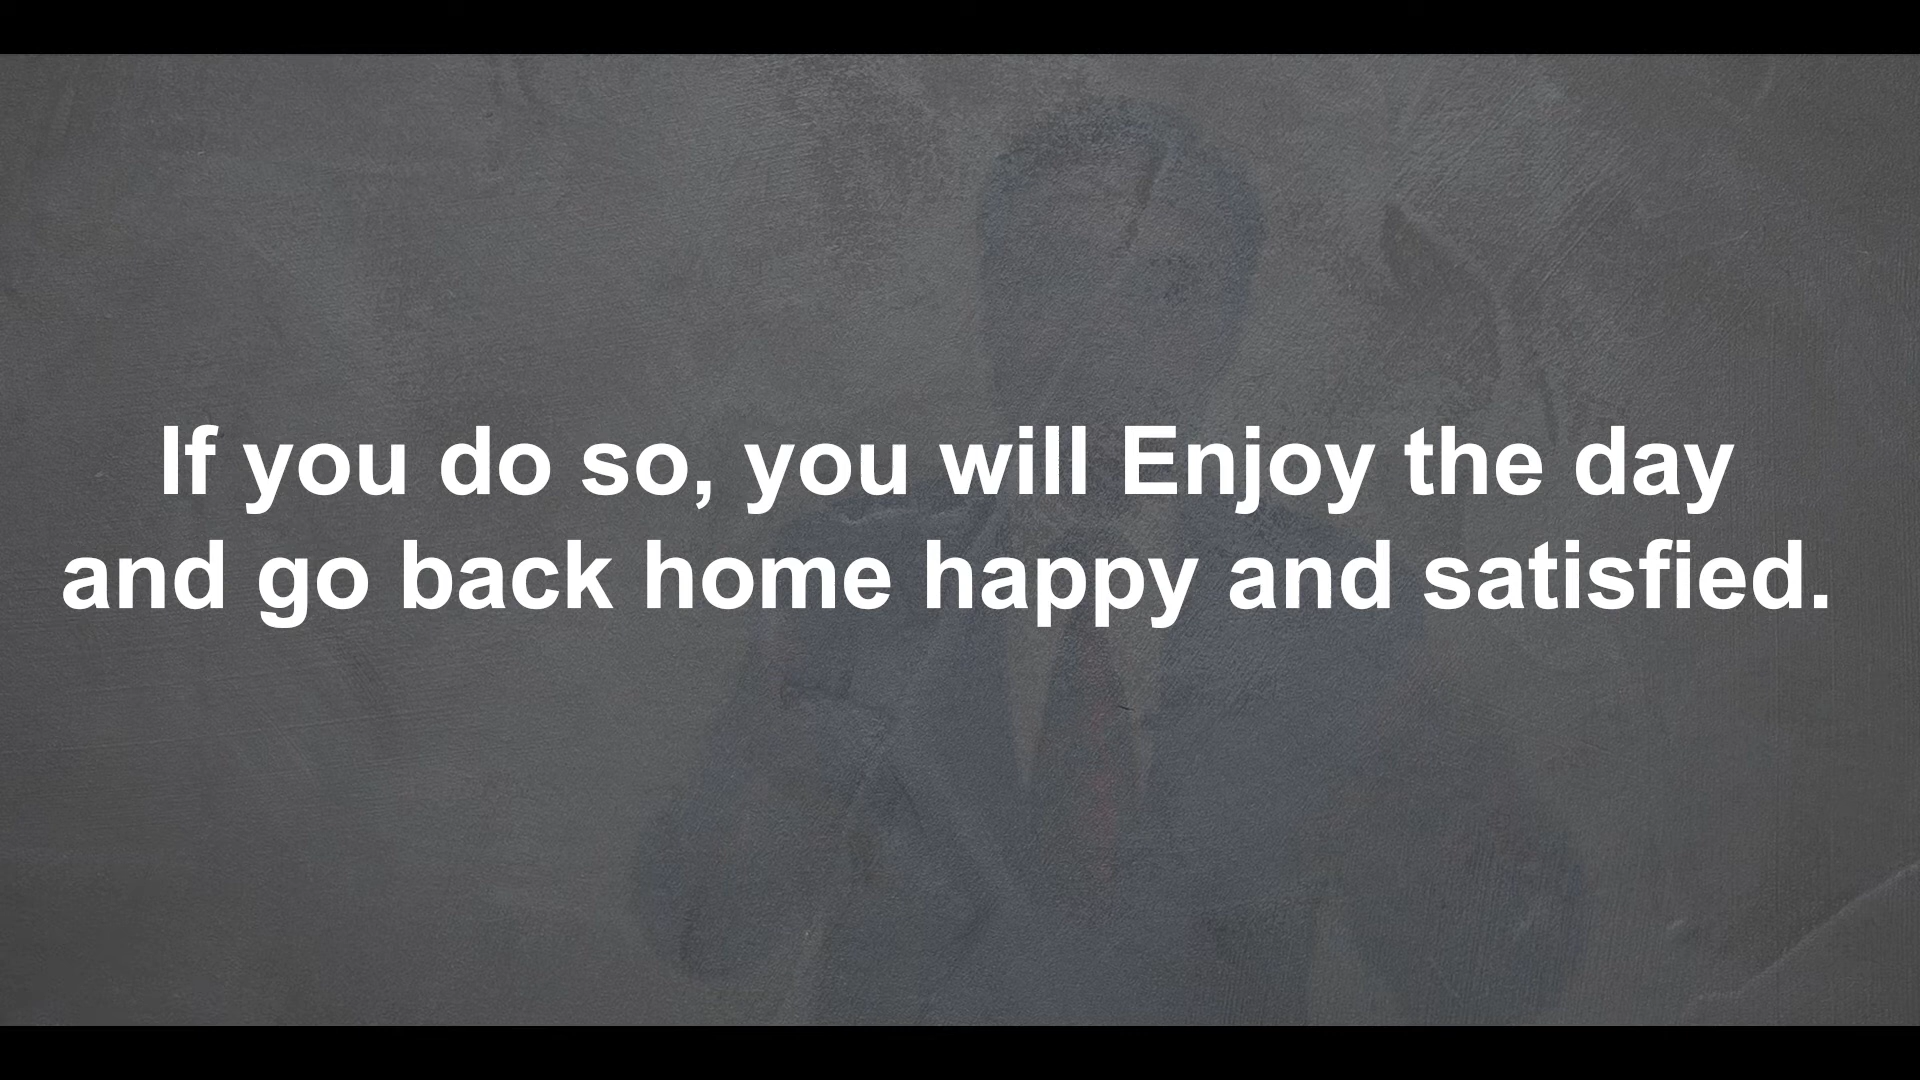 If you do so, you will Enjoy the day
and go back home happy and satisfied.